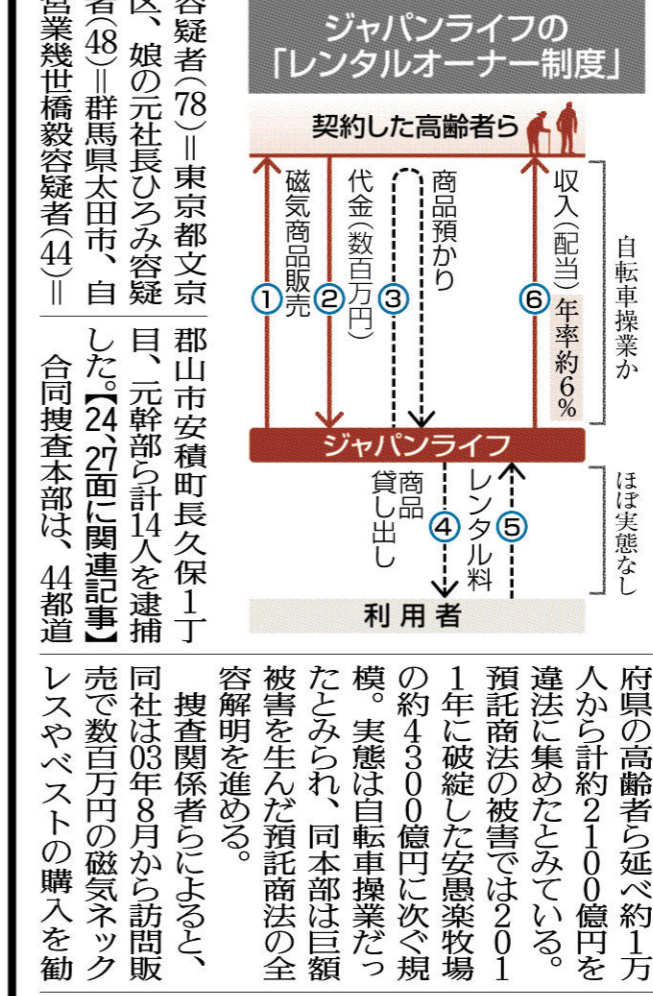 ジャパンライフの
「レンタルオーナー制度」
契約した高齢者ら
①
磁気商品販売
②
代金(数百万円)
③
商品預かり
⑥
収入(配当)
年率約6%
自転車操業か
ジャパンライフ
商品
貸し出し
④
レンタル料
⑤
ほぼ実態なし
利用者
容疑者(78)＝東京都文京
区、娘の元社長ひろみ容疑
者(48)＝群馬県太田市、自
営業幾世橋毅容疑者(44)＝
郡山市安積町長久保１丁
目、元幹部ら計14人を逮捕
した。【24、27面に関連記事】
合同捜査本部は、44都道
府県の高齢者ら延べ約１万
人から計約２１００億円を
違法に集めたとみている。
預託商法の被害では２０１
１年に破綻した安愚楽牧場
の約４３００億円に次ぐ規
模。実態は自転車操業だっ
たとみられ、同本部は巨額
被害を生んだ預託商法の全
容解明を進める。
捜査関係者らによると、
同社は03年８月から訪問販
売で数百万円の磁気ネック
レスやベストの購入を勧